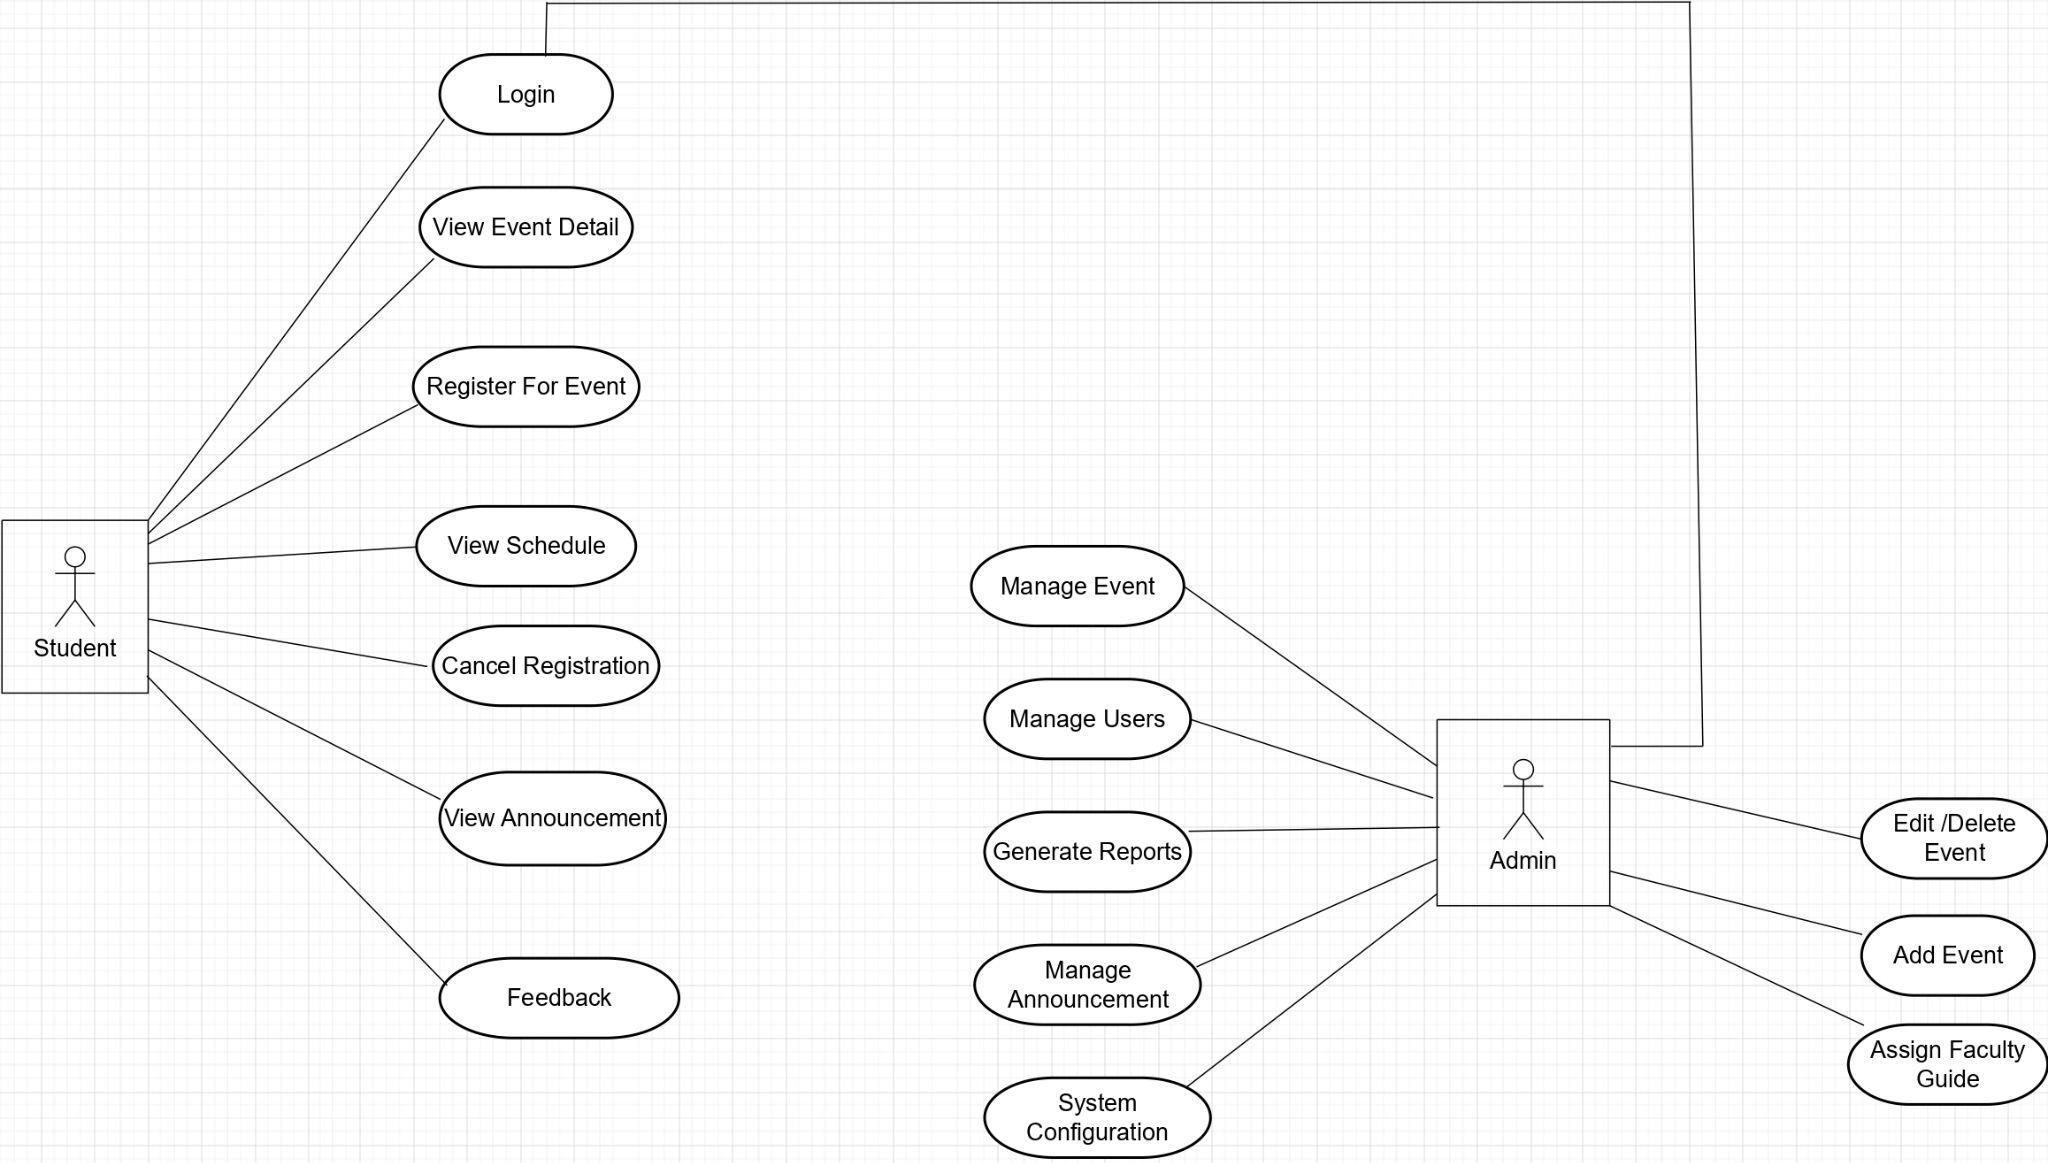 Login
View Event Detail
Register For Event
View Schedule
Student
Cancel Registration
View Announcement
Feedback
Manage Event
Manage Users
Generate Reports
Manage
Announcement
System
Configuration
Admin
Edit /Delete
Event
Add Event
Assign Faculty
Guide